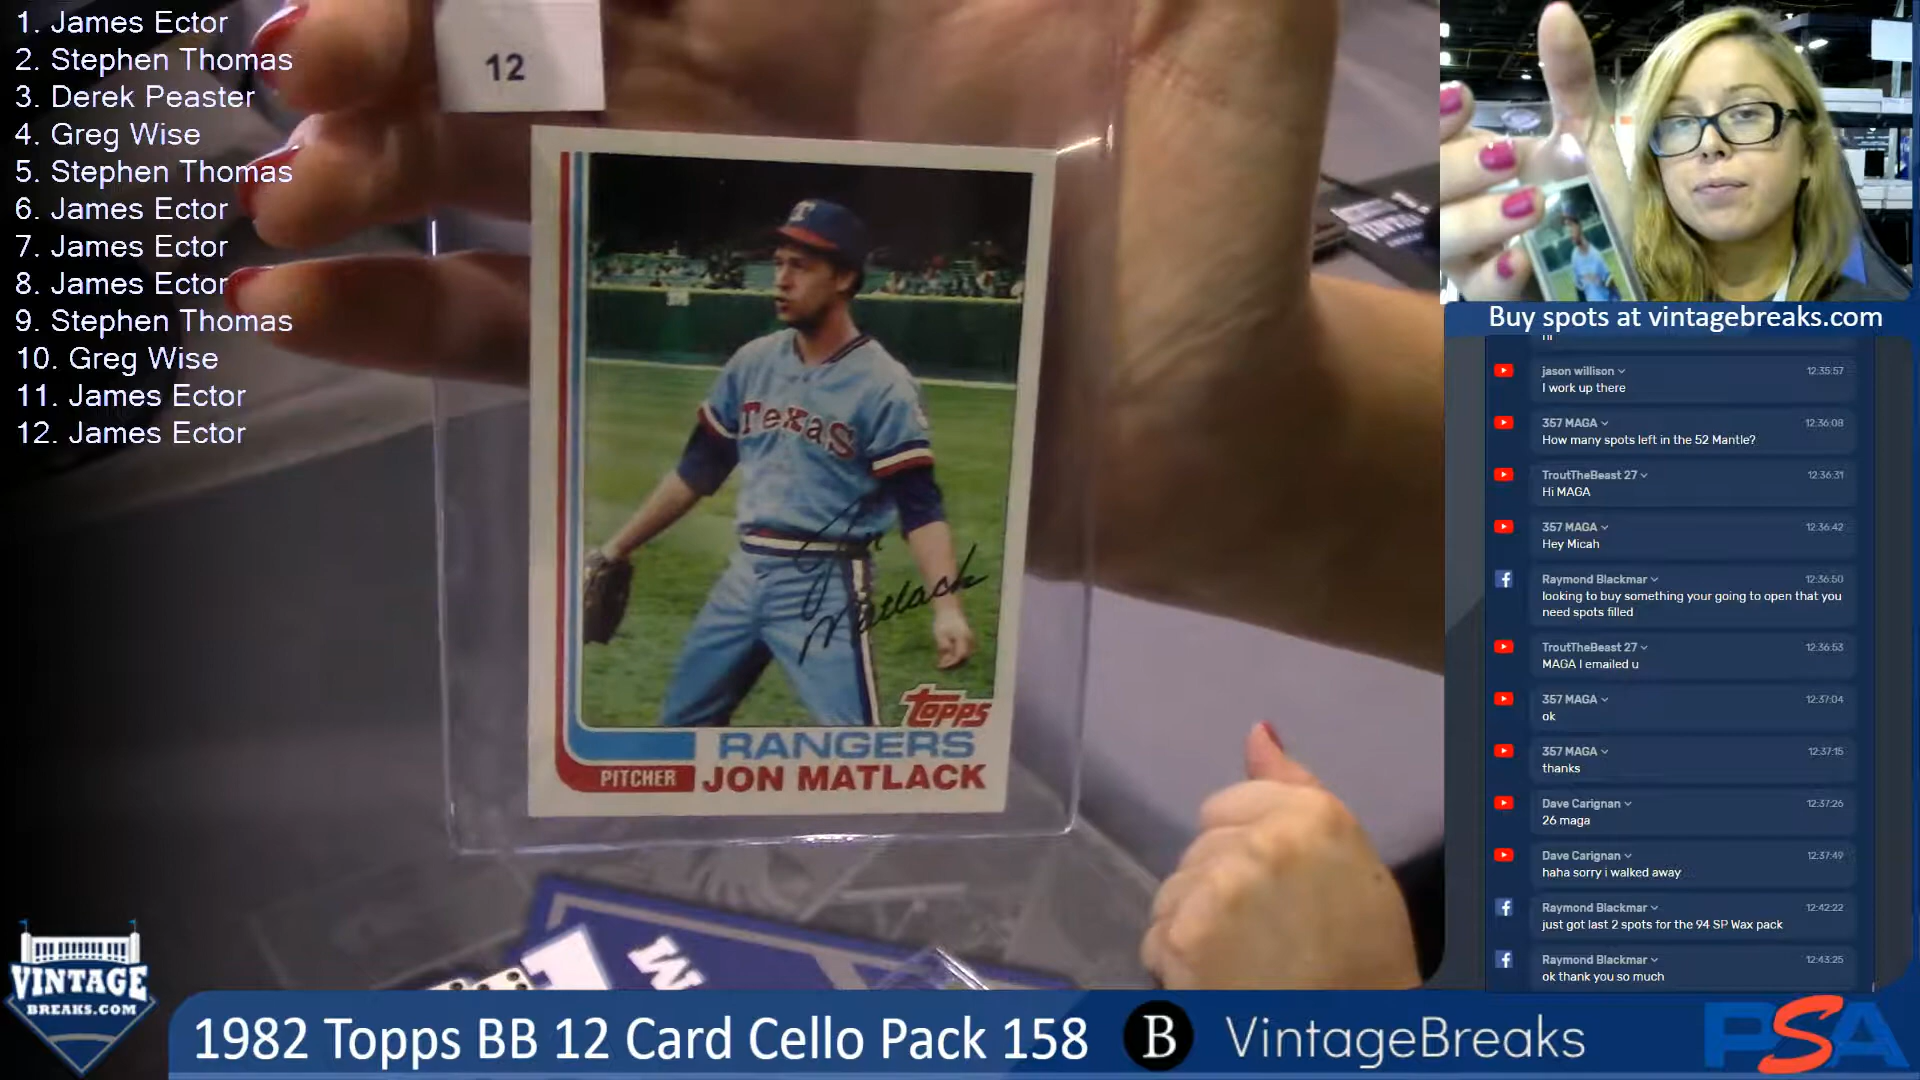 1. James Ector
2. Stephen Thomas
3. Derek Peaster
4. Greg Wise
5. Stephen Thomas
6. James Ector
7. James Ector
8. James Ector
9. Stephen Thomas
10. Greg Wise
11. James Ector
12. James Ector
12
Texas
Jon
Matlack
topps
RANGERS
PITCHER JON MATLACK
Buy spots at vintagebreaks.com
jason willison 12:35:57
I work up there
357 MAGA 12:36:08
How many spots left in the 52 Mantle?
TroutTheBeast 27 12:36:31
Hi MAGA
357 MAGA 12:36:42
Hey Micah
Raymond Blackmar 12:36:50
looking to buy something your going to open that you
need spots filled
TroutTheBeast 27 12:36:53
MAGA I emailed u
357 MAGA 12:37:04
ok
357 MAGA 12:37:15
thanks
Dave Carignan 12:37:26
26 maga
Dave Carignan 12:37:49
haha sorry i walked away
Raymond Blackmar 12:42:22
just got last 2 spots for the 94 SP Wax pack
Raymond Blackmar 12:43:25
ok thank you so much
VINTAGE
BREAKS.COM
1982 Topps BB 12 Card Cello Pack 158 B VintageBreaks
PSA